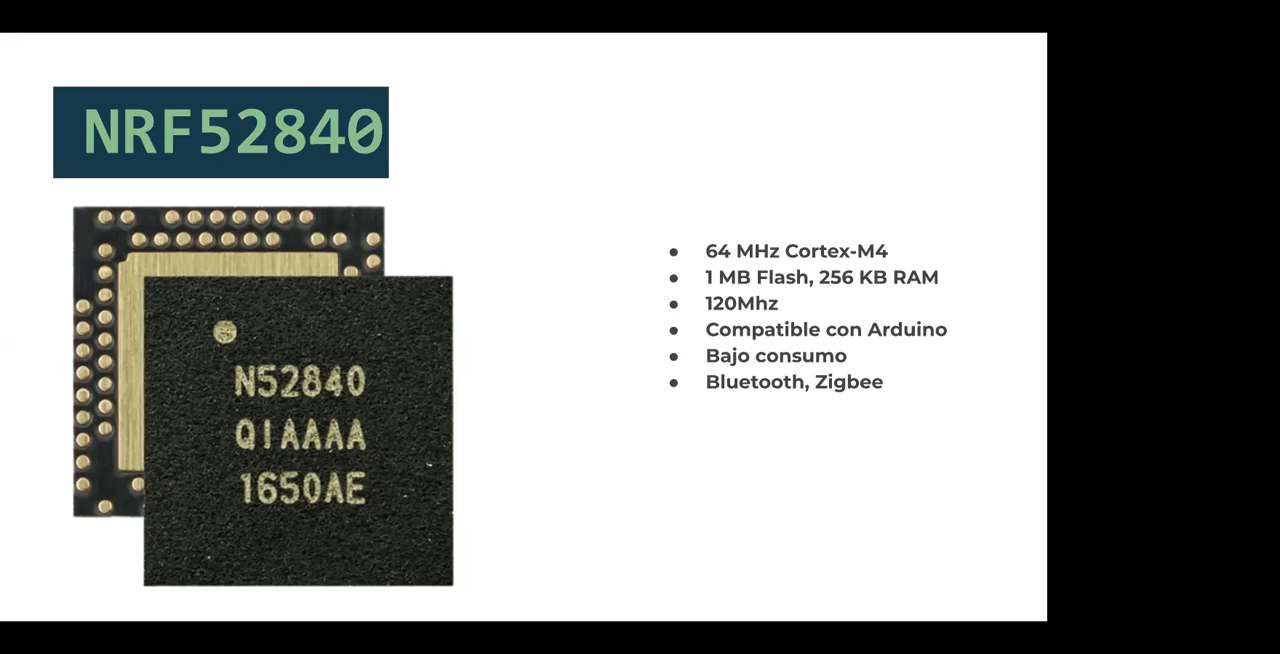 NRF52840
N52840
QIAAAA
1650AE
● 64 MHz Cortex-M4
● 1 MB Flash, 256 KB RAM
● 120Mhz
● Compatible con Arduino
● Bajo consumo
● Bluetooth, Zigbee